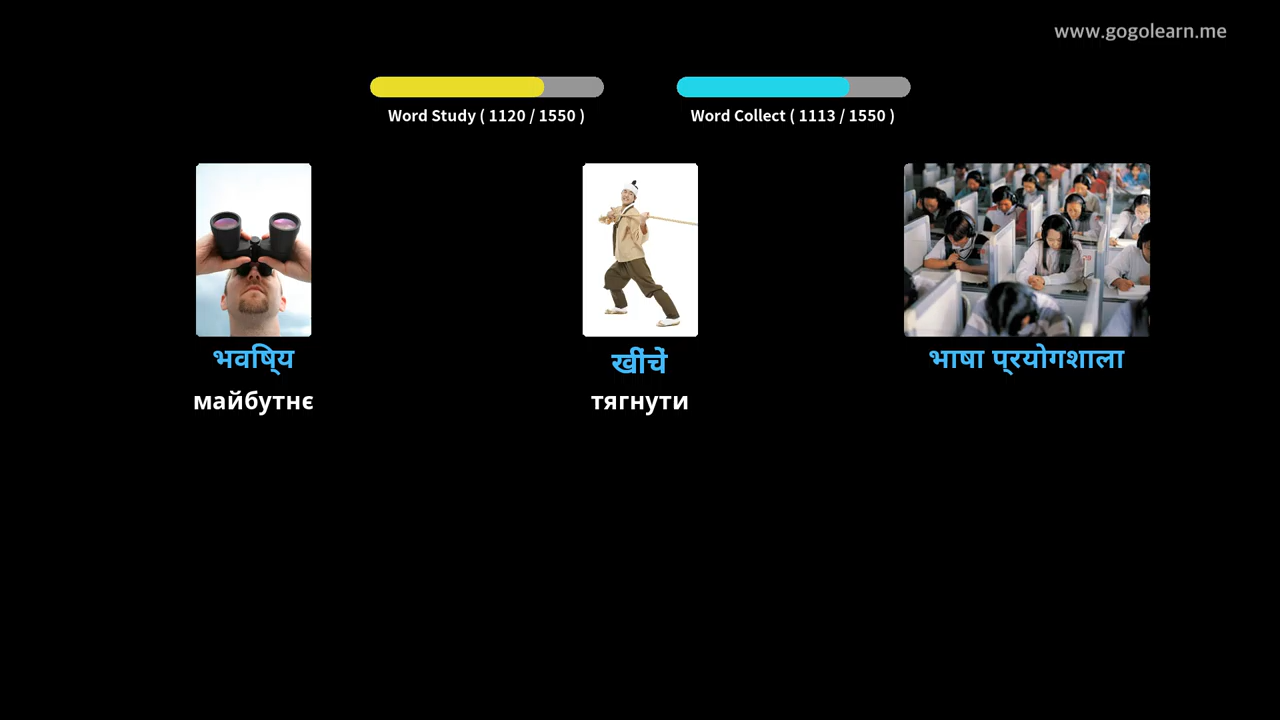 www.gogolearn.me
Word Study ( 1120 / 1550 )
Word Collect ( 1113 / 1550 )
भवष्यि
खींचें
भाषा प्रयोगशाला
майбутнє
тягнути